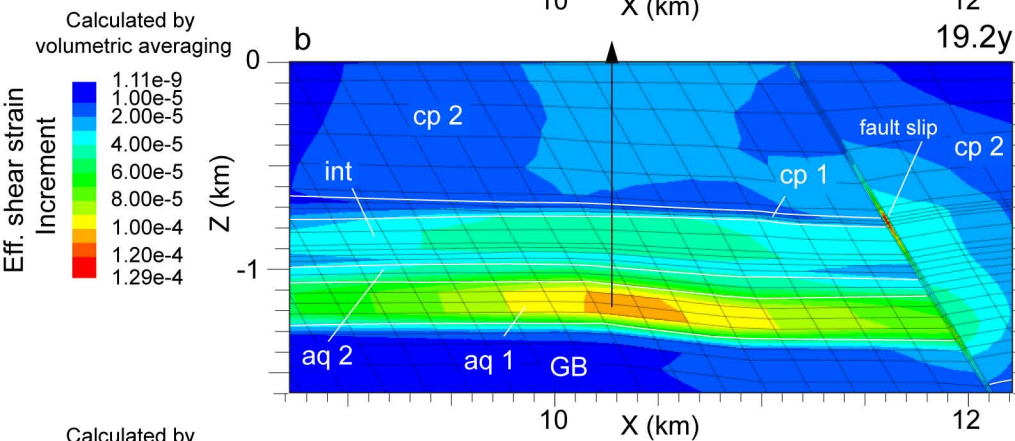 10 X (km) 12
Calculated by
volumetric averaging
b
19.2y
Eff. shear strain
Increment
1.11e-9
1.00e-5
2.00e-5
4.00e-5
6.00e-5
8.00e-5
1.00e-4
1.20e-4
1.29e-4
Z (km)
0
-1
cp 2
int
fault slip
cp 1
cp 2
aq 2
aq 1
GB
10
X (km)
12
Calculated by